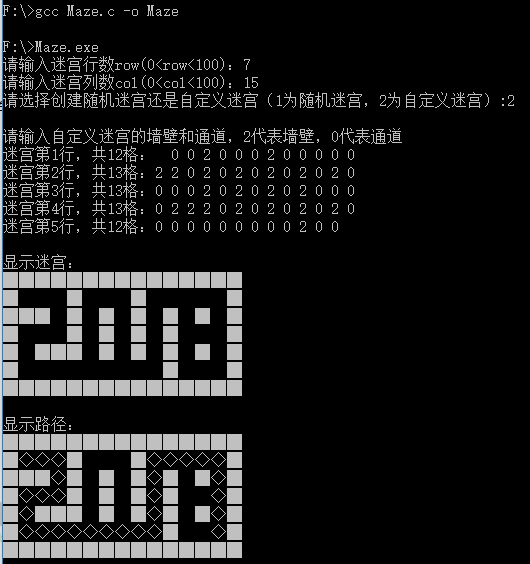 F:\>gcc Maze.c -o Maze
F:\>Maze.exe
请输入迷宫行数row(0<row<100): 7
请输入迷宫列数col(0<col<100): 15
请选择创建随机迷宫还是自定义迷宫（1为随机迷宫，2为自定义迷宫）:2
请输入自定义迷宫的墙壁和通道，2代表墙壁，0代表通道
迷宫第1行，共12格： 0 0 2 0 0 0 2 0 0 0 0 0
迷宫第2行，共13格：2 2 0 2 0 2 0 2 0 2 0 2 0
迷宫第3行，共13格：0 0 0 2 0 2 0 2 0 2 0 0 0
迷宫第4行，共13格：0 2 2 2 0 2 0 2 0 2 0 2 0
迷宫第5行，共12格：0 0 0 0 0 0 0 0 0 2 0 0
显示迷宫：
显示路径：